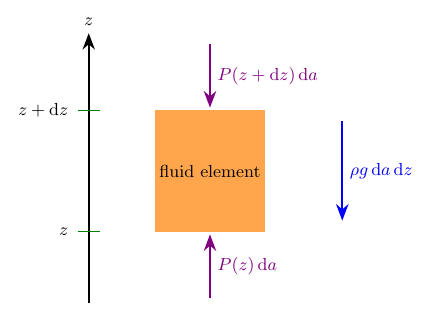 z
P(z + dz) da
z + dz
fluid element
ρg da dz
z
P(z) da